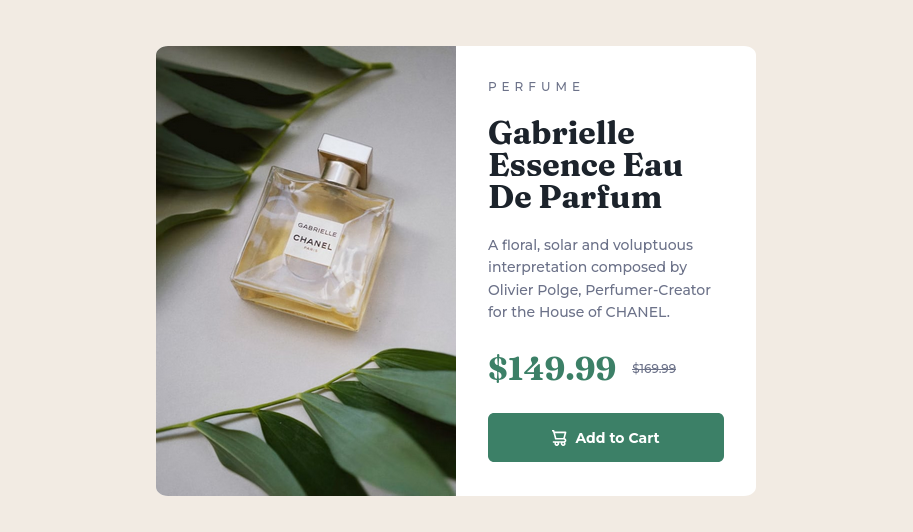 GABRIELLE
CHANEL
PARIS
PERFUME
Gabrielle
Essence Eau
De Parfum
A floral, solar and voluptuous
interpretation composed by
Olivier Polge, Perfumer-Creator
for the House of CHANEL.
$149.99 $169.99
Add to Cart